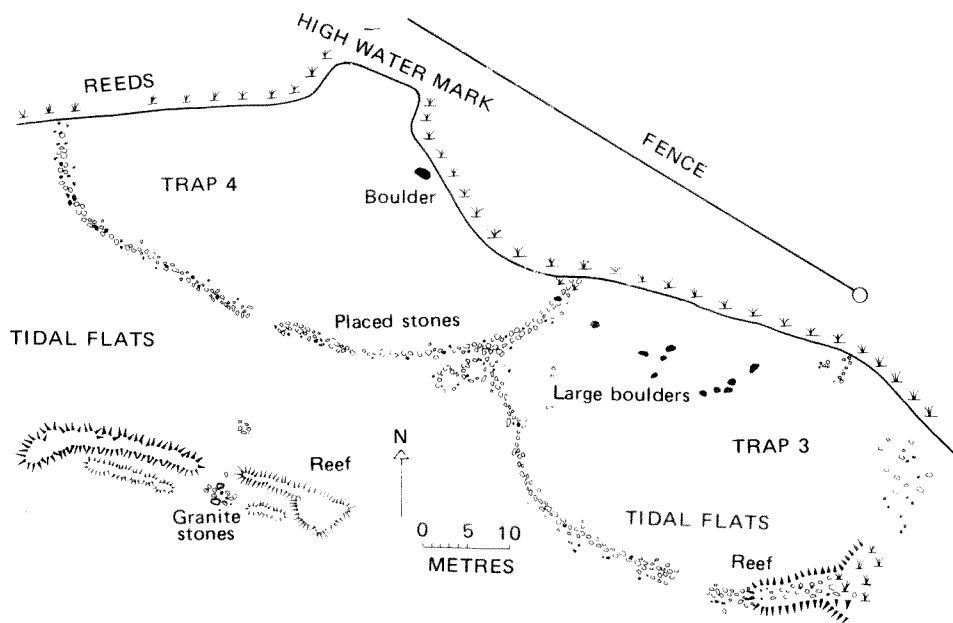 HIGH WATER MARK
REEDS
FENCE
TRAP 4
Boulder
Placed stones
TIDAL FLATS
Large boulders
TRAP 3
N
Reef
Granite
stones
0 5 10
METRES
TIDAL FLATS
Reef